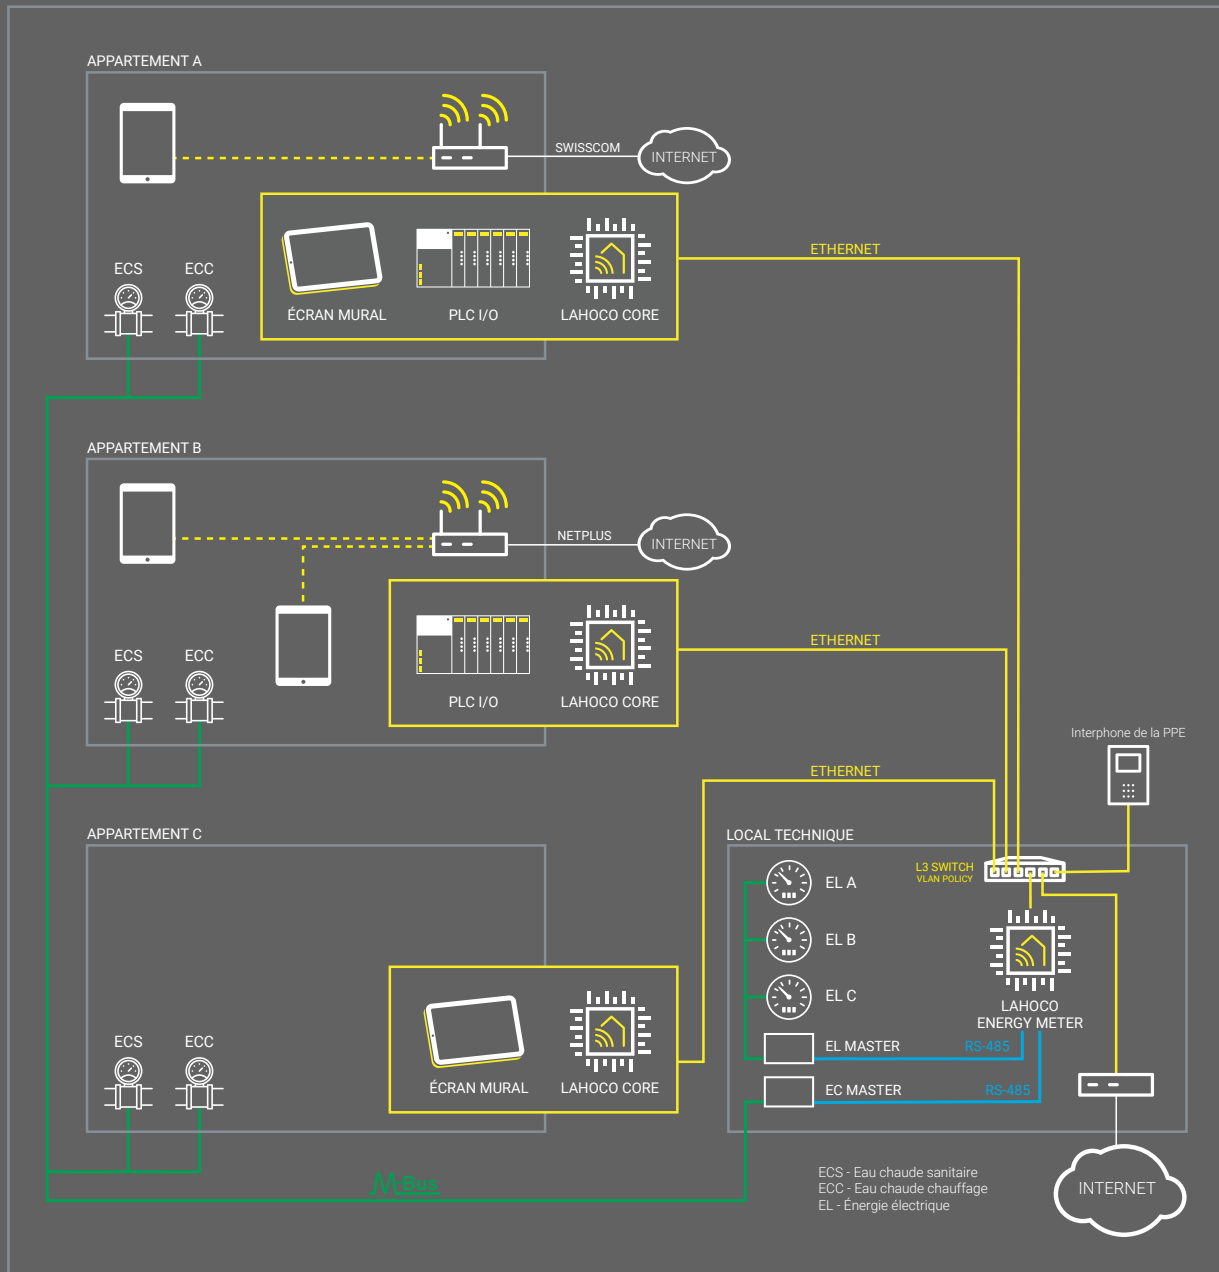 APPARTEMENT A
SWISSCOM
INTERNET
ECS
ECC
ÉCRAN MURAL
PLC I/O
LAHOCO CORE
ETHERNET
APPARTEMENT B
NETPLUS
INTERNET
ECS
ECC
PLC I/O
LAHOCO CORE
ETHERNET
Interphone de la PPE
ETHERNET
APPARTEMENT C
ECS
ECC
ÉCRAN MURAL
LAHOCO CORE
LOCAL TECHNIQUE
L3 SWITCH
VLAN POLICY
EL A
EL B
EL C
LAHOCO
ENERGY METER
EL MASTER
RS-485
EC MASTER
RS-485
M-Bus
ECS - Eau chaude sanitaire
ECC - Eau chaude chauffage
EL - Énergie électrique
INTERNET